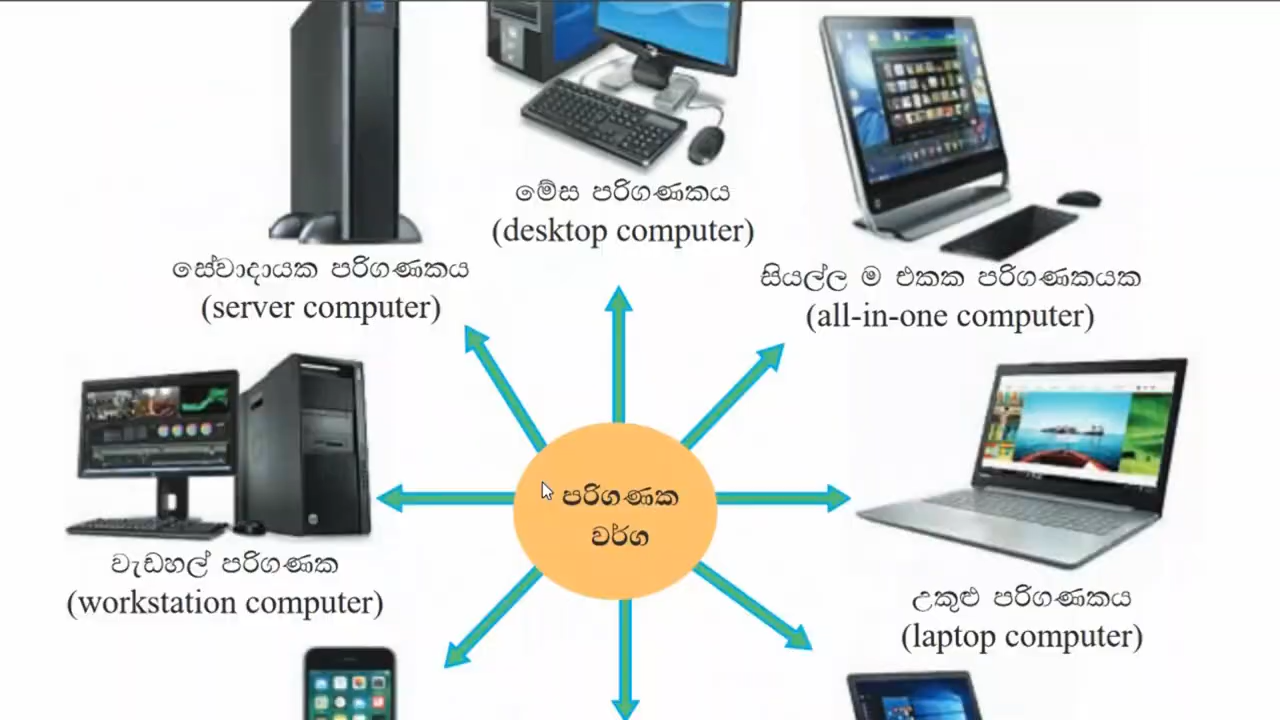 මේස පරිගණකය
(desktop computer)
සේවාදායක පරිගණකය
(server computer)
සියල්ල ම එකක පරිගණකයක
(all-in-one computer)
පරිගණක
වර්ග
වැඩහල් පරිගණක
(workstation computer)
උකුළු පරිගණකය
(laptop computer)